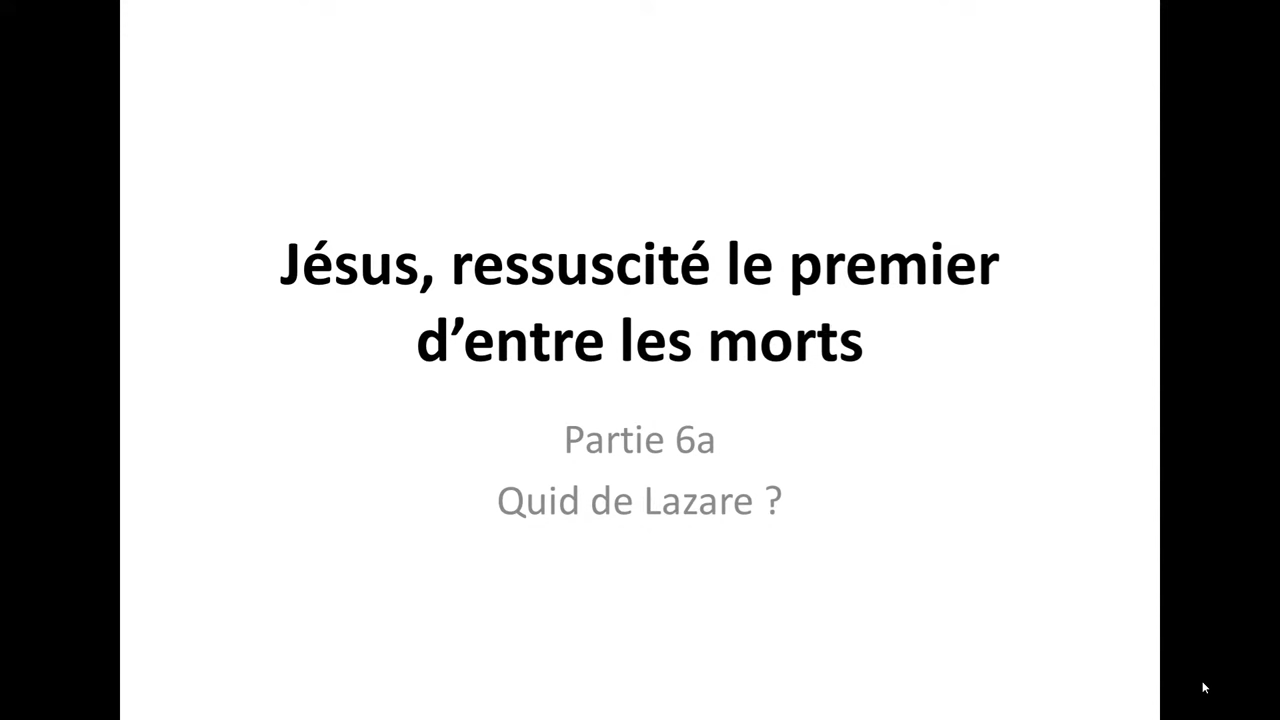 Jésus, ressuscité le premier
d’entre les morts
Partie 6a
Quid de Lazare ?